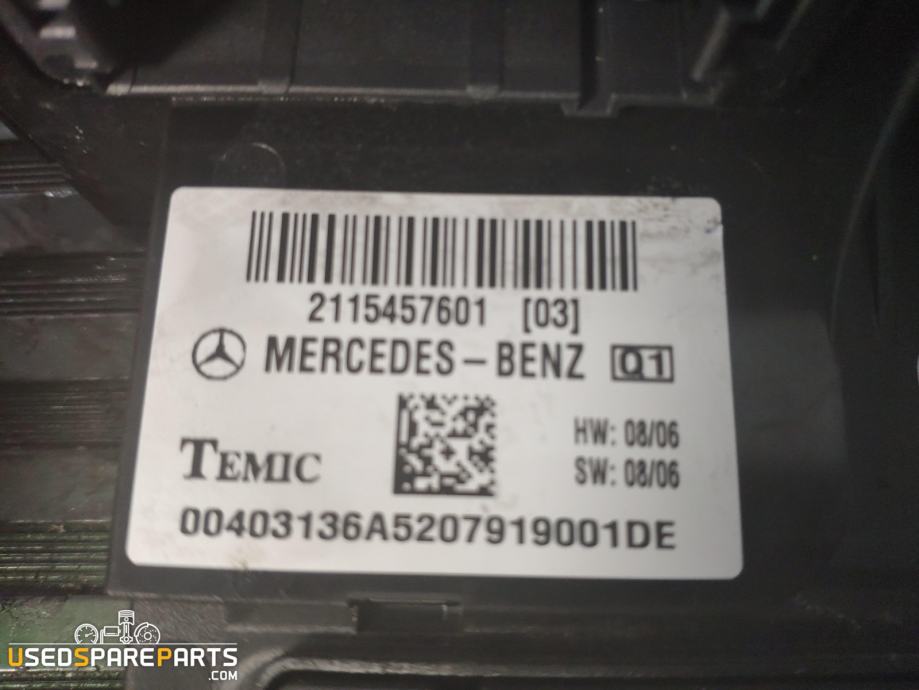 2115457601 [03]
MERCEDES-BENZ Q1
TEMIC
HW: 08/06
SW: 08/06
00403136A5207919001DE
USEDSPAREPARTS
.COM